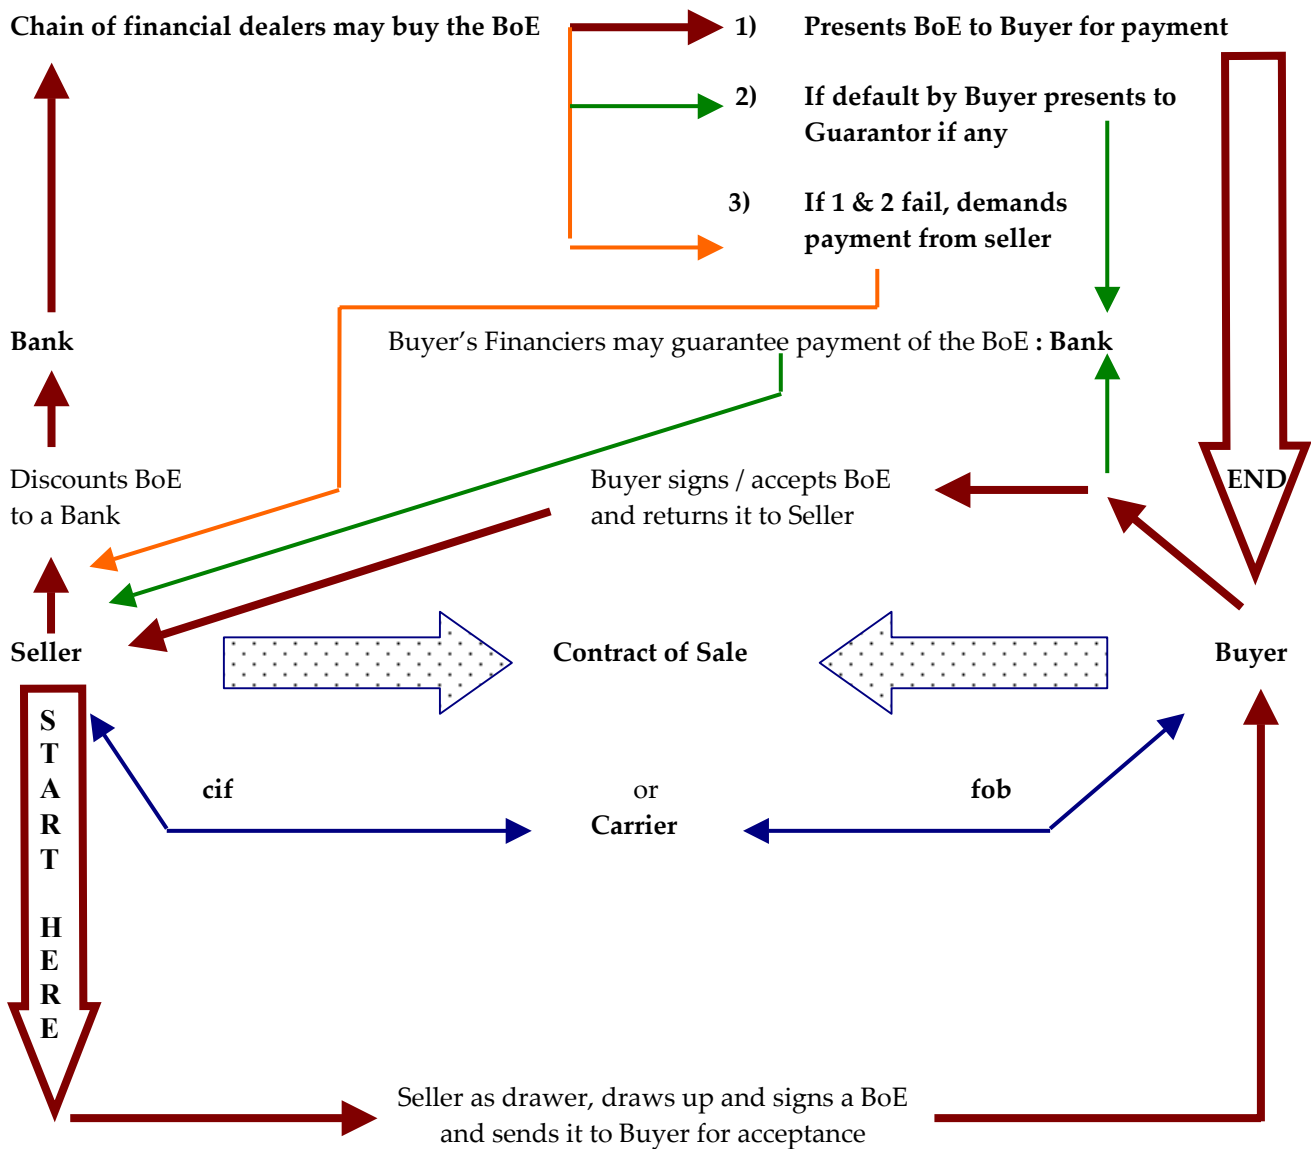 Chain of financial dealers may buy the BoE
1) Presents BoE to Buyer for payment
2) If default by Buyer presents to
Guarantor if any
3) If 1 & 2 fail, demands
payment from seller
Bank
Buyer’s Financiers may guarantee payment of the BoE : Bank
Discounts BoE
to a Bank
Buyer signs / accepts BoE
and returns it to Seller
END
Seller
Contract of Sale
Buyer
S
T
A
R
T
H
E
R
E
cif
or
fob
Carrier
Seller as drawer, draws up and signs a BoE
and sends it to Buyer for acceptance